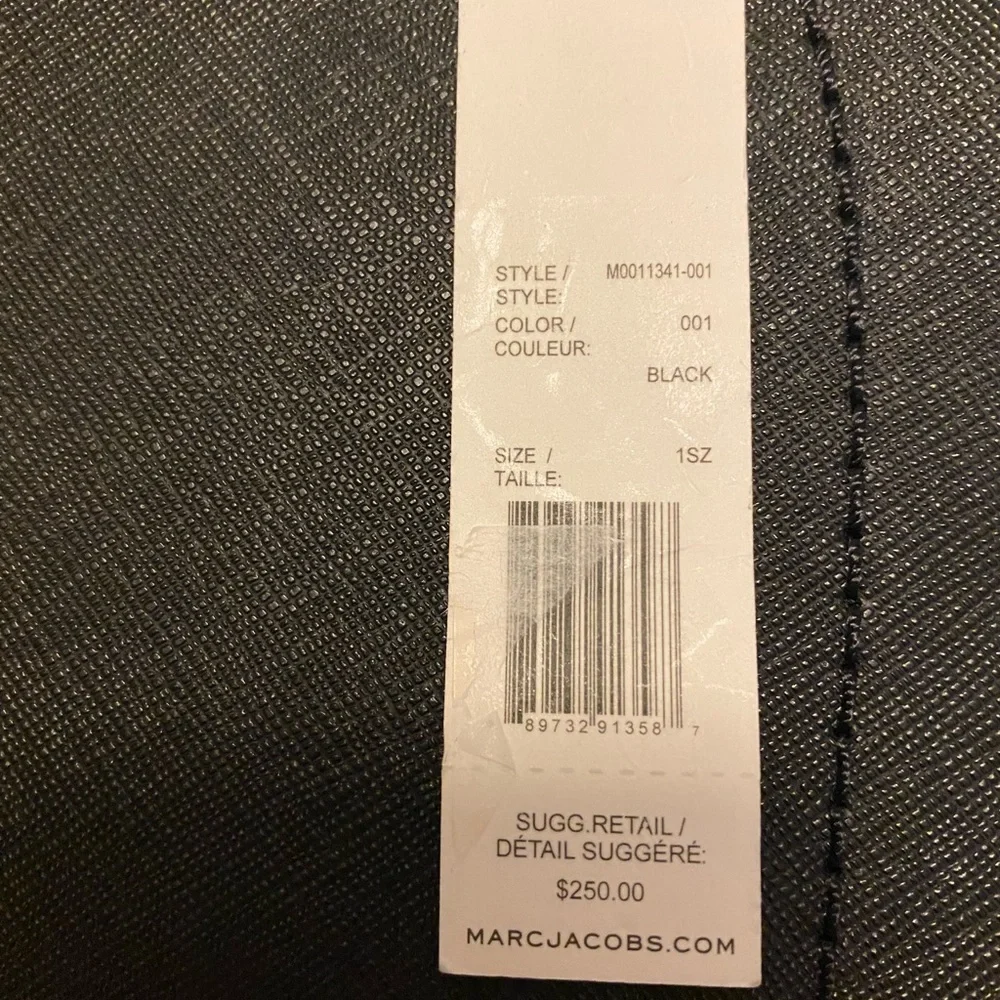 STYLE / M0011341-001
STYLE:
COLOR / 001
COULEUR:
BLACK
SIZE / 1SZ
TAILLE:
89732 91358 7
SUGG.RETAIL /
DÉTAIL SUGGÉRÉ:
$250.00
MARCJACOBS.COM